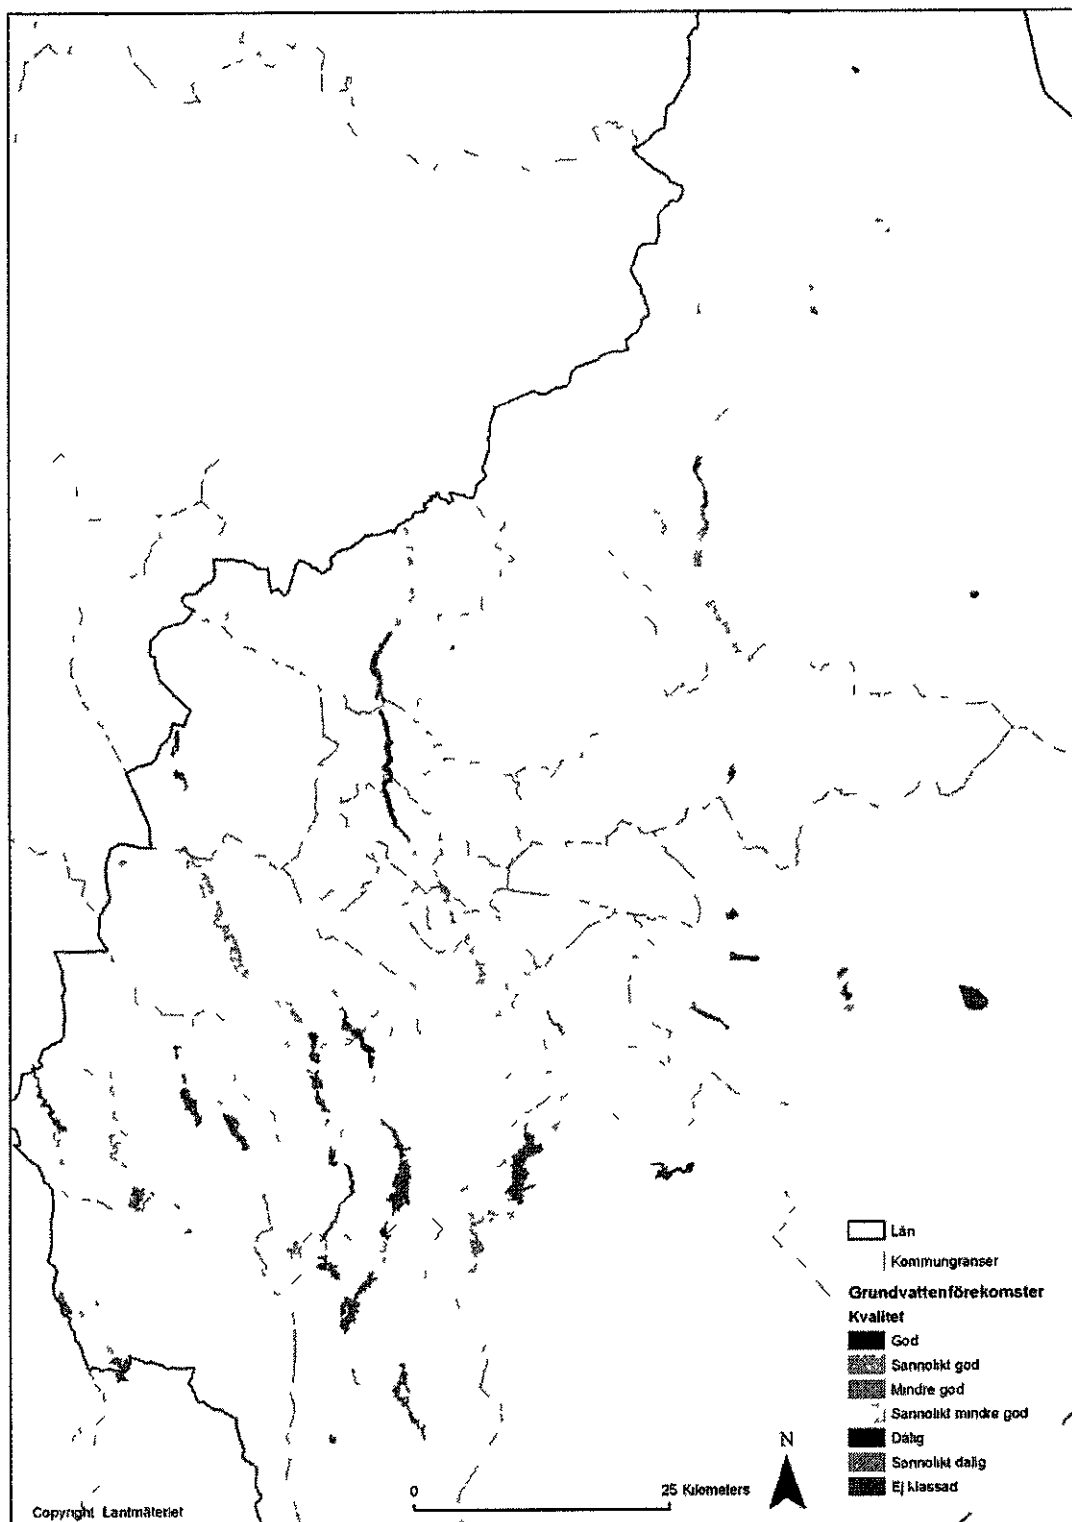 Län
Kommungranser
Grundvattenförekomster
Kvalitet
God
Sannolikt god
Mindre god
Sannolikt mindre god
Dålig
Sannolikt dålig
Ej klassad
N
0
25 Kilometers
Copyright Lantmäteriet